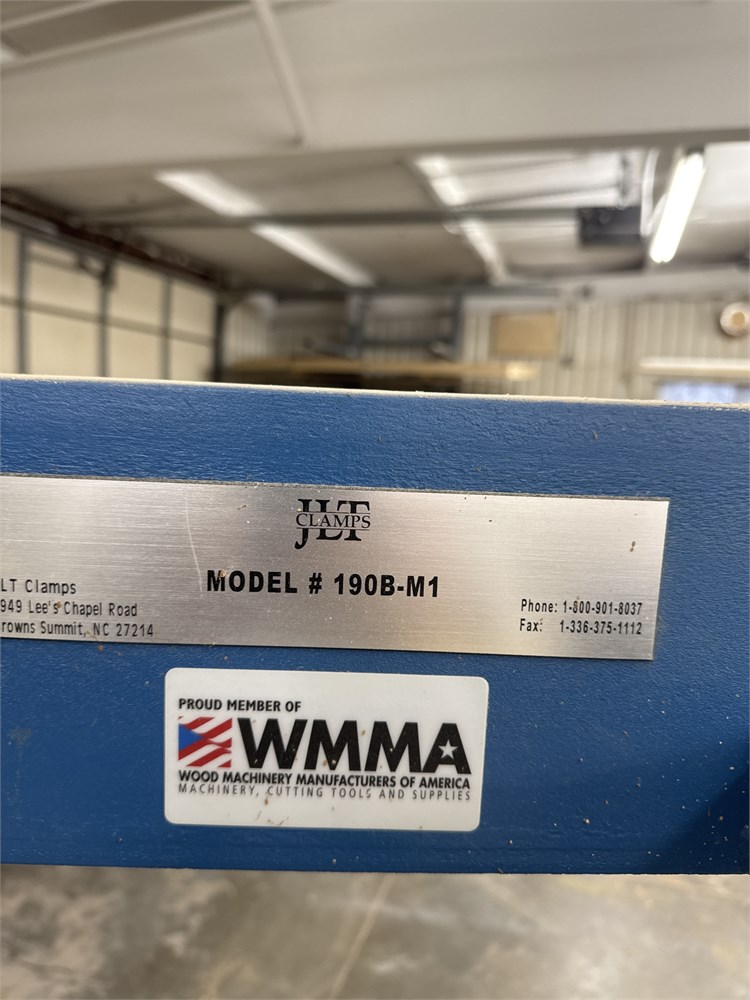 JLT
CLAMPS
MODEL # 190B-M1
LT Clamps
949 Lee's Chapel Road
rowns Summit, NC 27214
Phone: 1-800-901-8037
Fax: 1-336-375-1112
PROUD MEMBER OF
WMMA
WOOD MACHINERY MANUFACTURERS OF AMERICA
MACHINERY, CUTTING TOOLS AND SUPPLIES